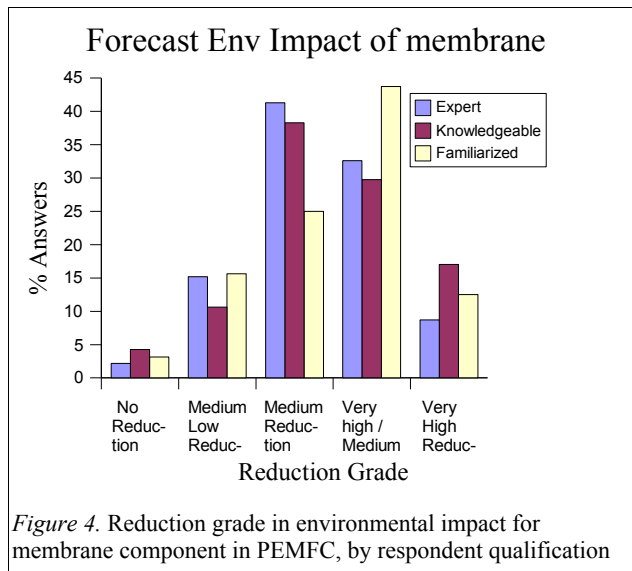 Forecast Env Impact of membrane
45
40
35
30
25
20
15
10
5
0
% Answers
Expert
Knowledgeable
Familiarized
No
Reduc-
tion
Medium
Low
Reduc-
Medium
Reduc-
tion
Very
high /
Medium
Very
High
Reduc-
Reduction Grade
Figure 4. Reduction grade in environmental impact for
membrane component in PEMFC, by respondent qualification